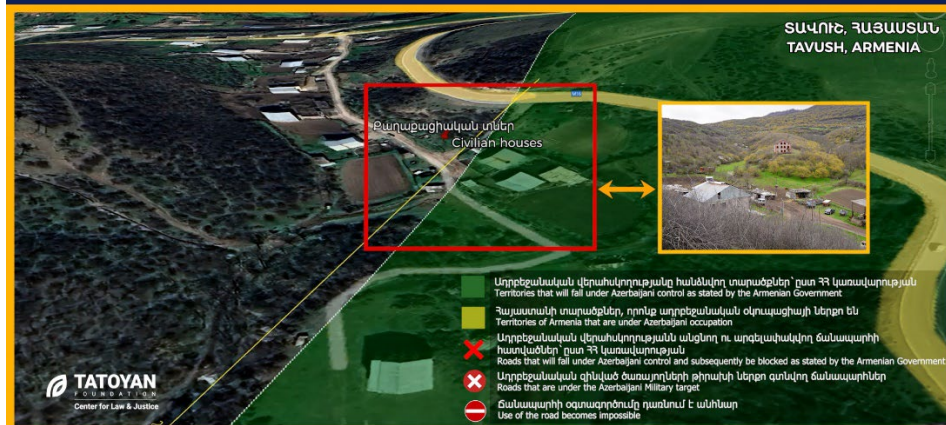 ՏԱՎՈՒՇ, ՀԱՅԱՍՏԱՆ
TAVUSH, ARMENIA
Քաղաքացիական տներ
Civilian houses
Ադրբեջանական վերահսկողությանը հանձնվող տարածքներ՝ ըստ ՀՀ կառավարության
Territories that will fall under Azerbaijani control as stated by the Armenian Government
Հայաստանի տարածքներ, որոնք ադրբեջանական օկուպացիայի ներքո են
Territories of Armenia that are under Azerbaijani occupation
Ադրբեջանական վերահսկողությանն անցնող ու արգելափակվող ճանապարհի
հատվածներ՝ ըստ ՀՀ կառավարության
Roads that will fall under Azerbaijani control and subsequently be blocked as stated by the Armenian Government
Ադրբեջանական զինված ծառայողների թիրախի ներքո գտնվող ճանապարհներ
Roads that are under the Azerbaijani Military target
Ճանապարհի օգտագործումը դառնում է անհնար
Use of the road becomes impossible
TATOYAN
FOUNDATION
Center for Law & Justice